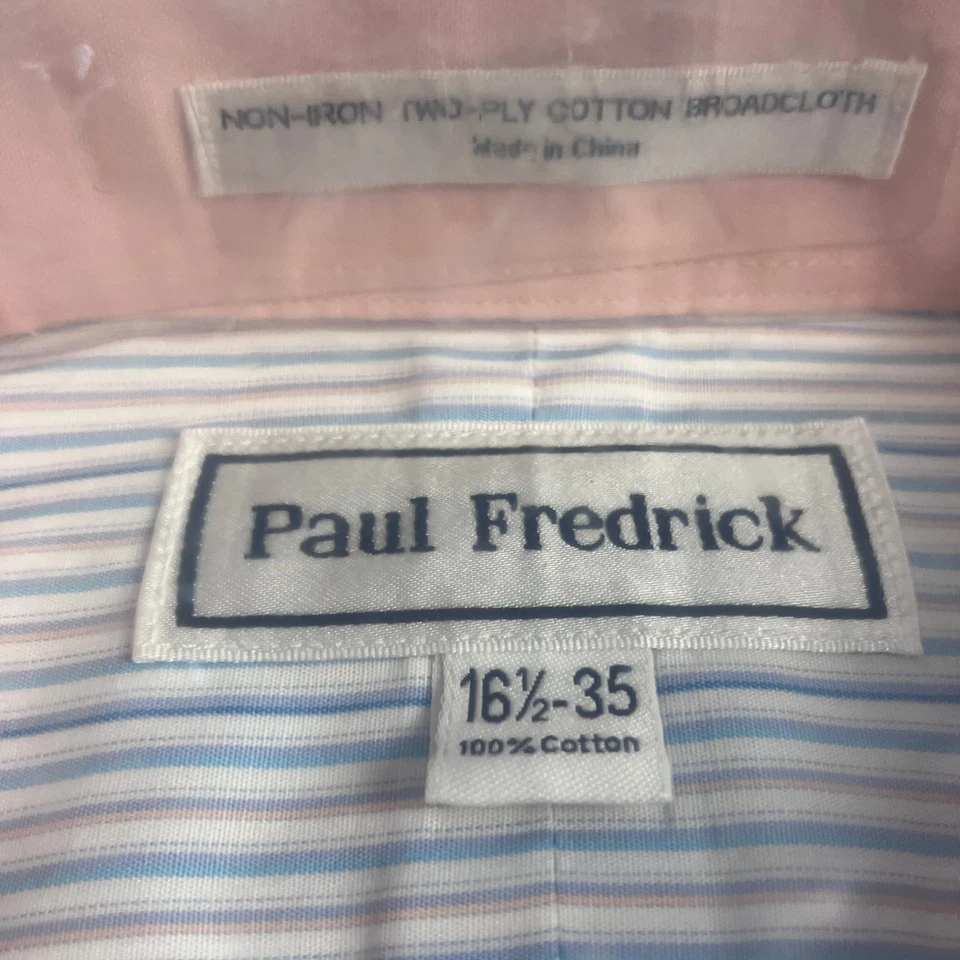 NON-IRON TWO-PLY COTTON BROADCLOTH
Made in China
Paul Fredrick
16½-35
100% Cotton